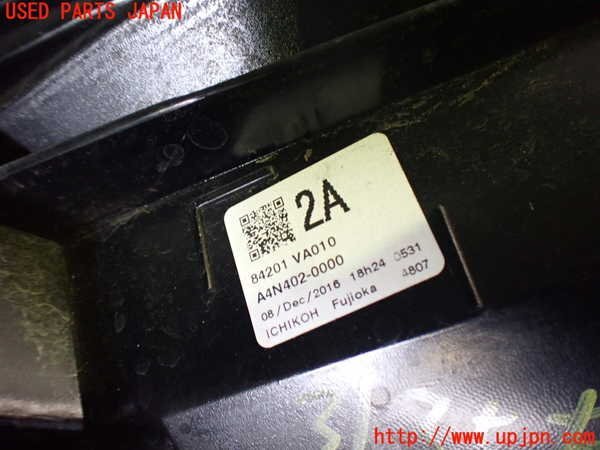 USED PARTS JAPAN
2A
84201 VA010
A4N402-0000
08/Dec/2016 18h24 0531
ICHIKOH Fujioka 4807
http://www.upjpn.com/